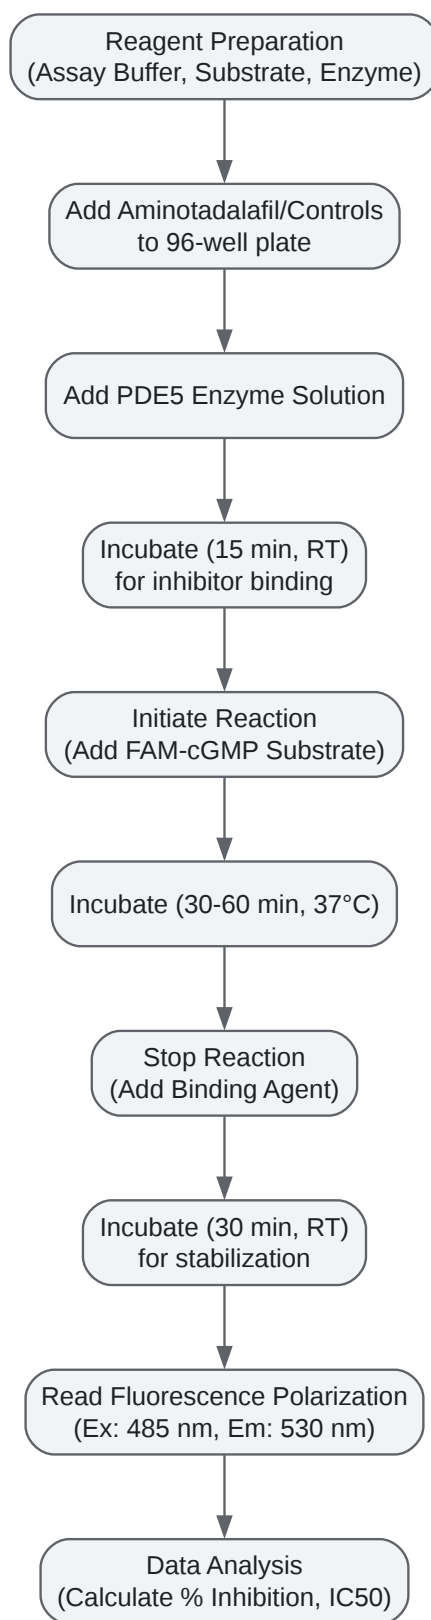 Reagent Preparation
(Assay Buffer, Substrate, Enzyme)
Add Aminotadalafil/Controls
to 96-well plate
Add PDE5 Enzyme Solution
Incubate (15 min, RT)
for inhibitor binding
Initiate Reaction
(Add FAM-cGMP Substrate)
Incubate (30-60 min, 37°C)
Stop Reaction
(Add Binding Agent)
Incubate (30 min, RT)
for stabilization
Read Fluorescence Polarization
(Ex: 485 nm, Em: 530 nm)
Data Analysis
(Calculate % Inhibition, IC50)